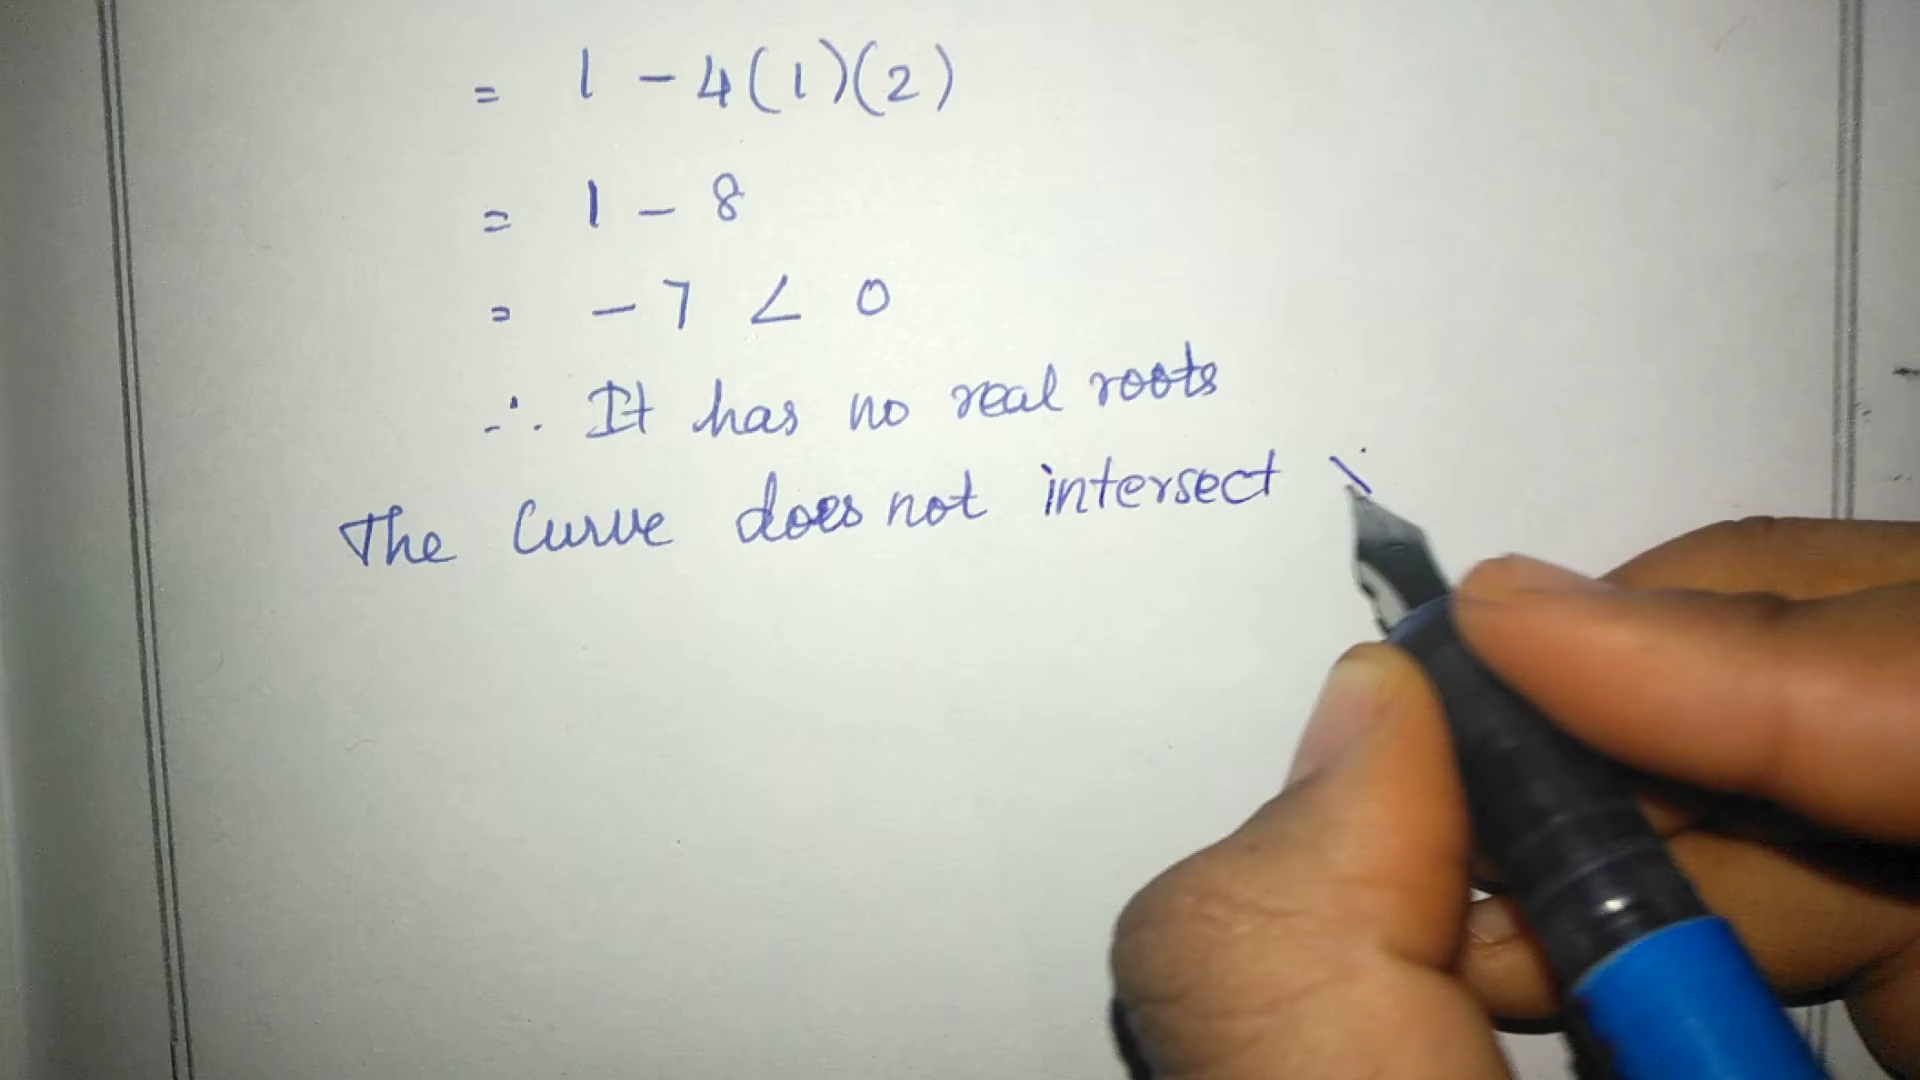 = 1 - 4(1)(2)
= 1 - 8
= - 7 < 0
∴ It has no real roots
The Curve does not intersect